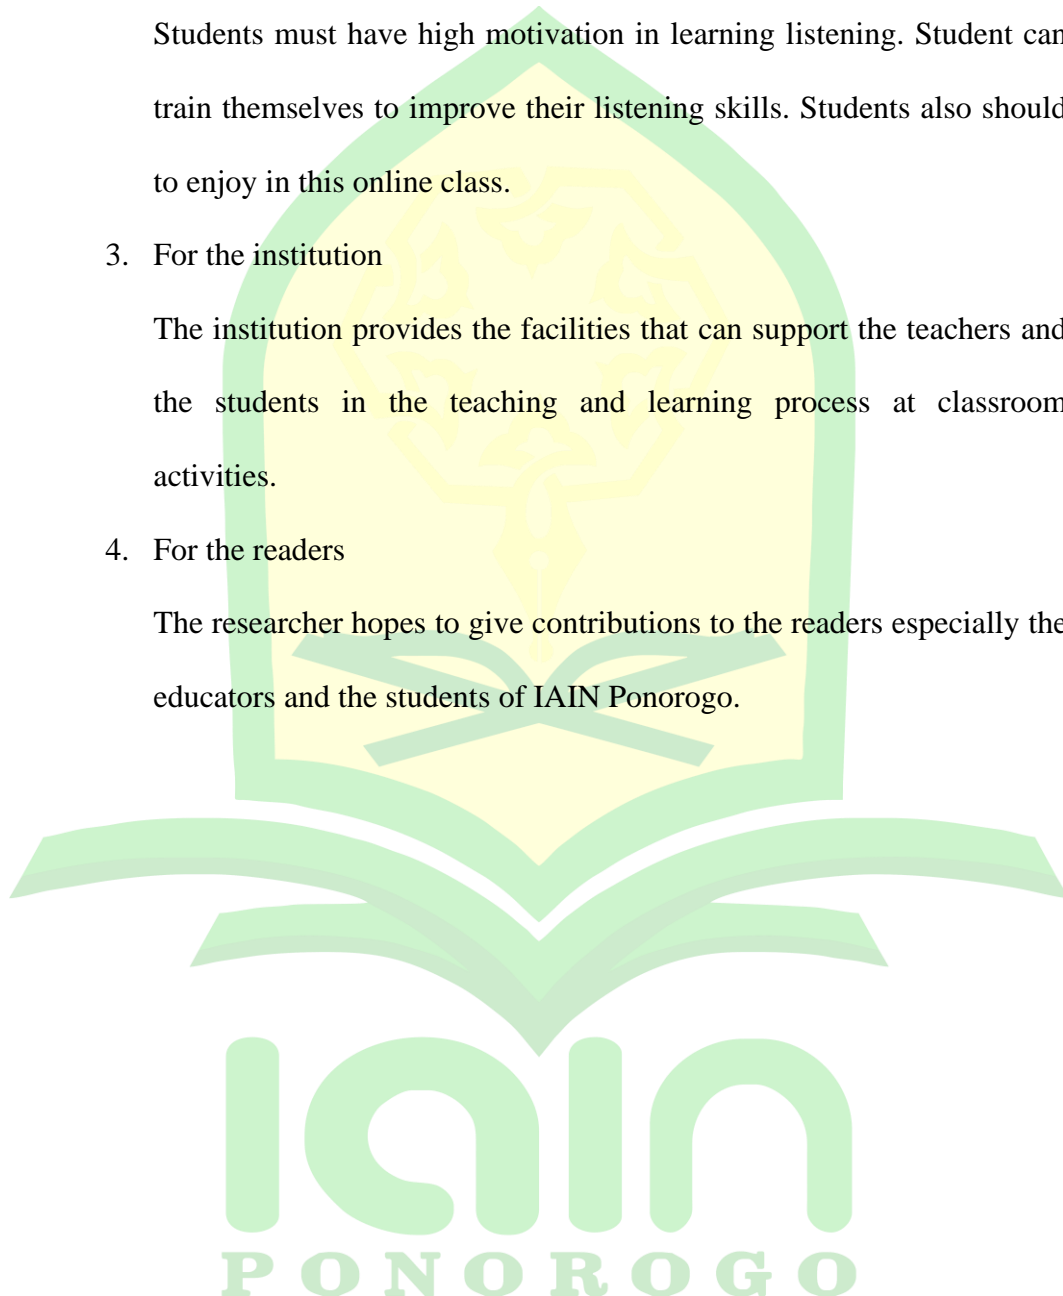 Students must have high motivation in learning listening. Student can
train themselves to improve their listening skills. Students also should
to enjoy in this online class.
3. For the institution
The institution provides the facilities that can support the teachers and
the students in the teaching and learning process at classroom
activities.
4. For the readers
The researcher hopes to give contributions to the readers especially the
educators and the students of IAIN Ponorogo.
iain
PONOROGO